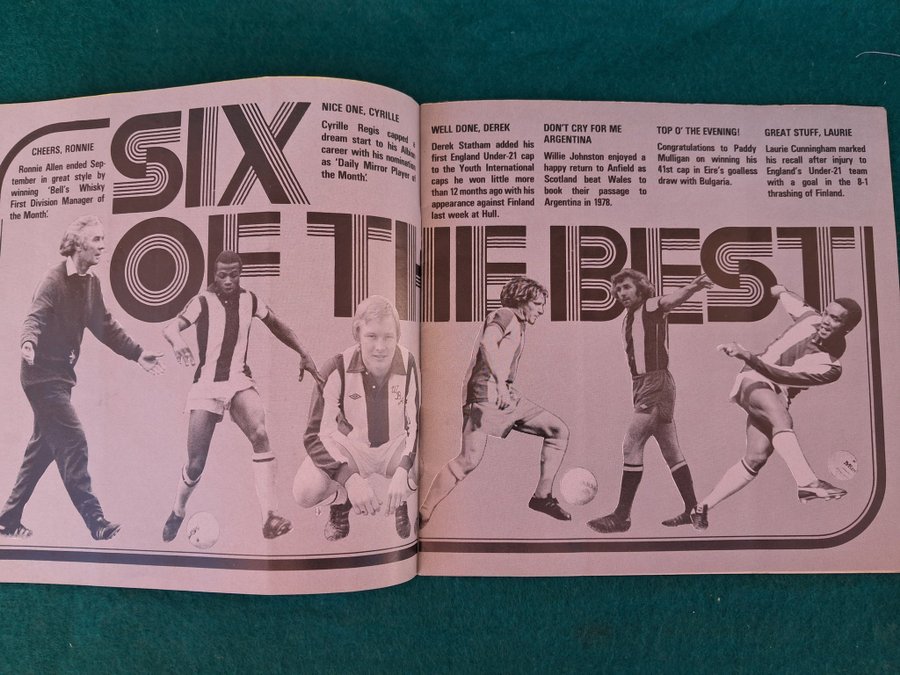 SIX
OF THE BEST
CHEERS, RONNIE
Ronnie Allen ended Sep-
tember in great style by
winning 'Bell's Whisky
First Division Manager of
the Month'.
NICE ONE, CYRILLE
Cyrille Regis capped a
dream start to his Albion
career with his nomination
as 'Daily Mirror Player of
the Month'.
WELL DONE, DEREK
Derek Statham added his
first England Under-21 cap
to the Youth International
caps he won little more
than 12 months ago with his
appearance against Finland
last week at Hull.
DON'T CRY FOR ME
ARGENTINA
Willie Johnston enjoyed a
happy return to Anfield as
Scotland beat Wales to
book their passage to
Argentina in 1978.
TOP O' THE EVENING!
Congratulations to Paddy
Mulligan on winning his
41st cap in Eire's goalless
draw with Bulgaria.
GREAT STUFF, LAURIE
Laurie Cunningham marked
his recall after injury to
England's Under-21 team
with a goal in the 8-1
thrashing of Finland.